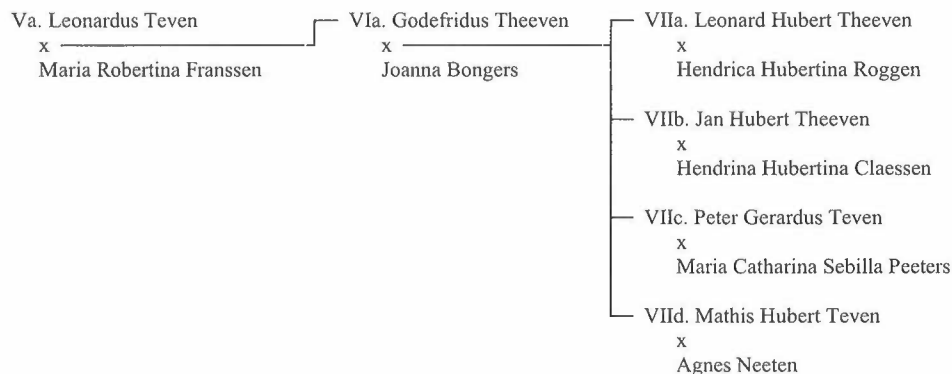 Va. Leonardus Teven
x
Maria Robertina Franssen
VIa. Godefridus Theeven
x
Joanna Bongers
VIIa. Leonard Hubert Theeven
x
Hendrica Hubertina Roggen
VIIb. Jan Hubert Theeven
x
Hendrina Hubertina Claessen
VIIc. Peter Gerardus Teven
x
Maria Catharina Sebilla Peeters
VIId. Mathis Hubert Teven
x
Agnes Neeten